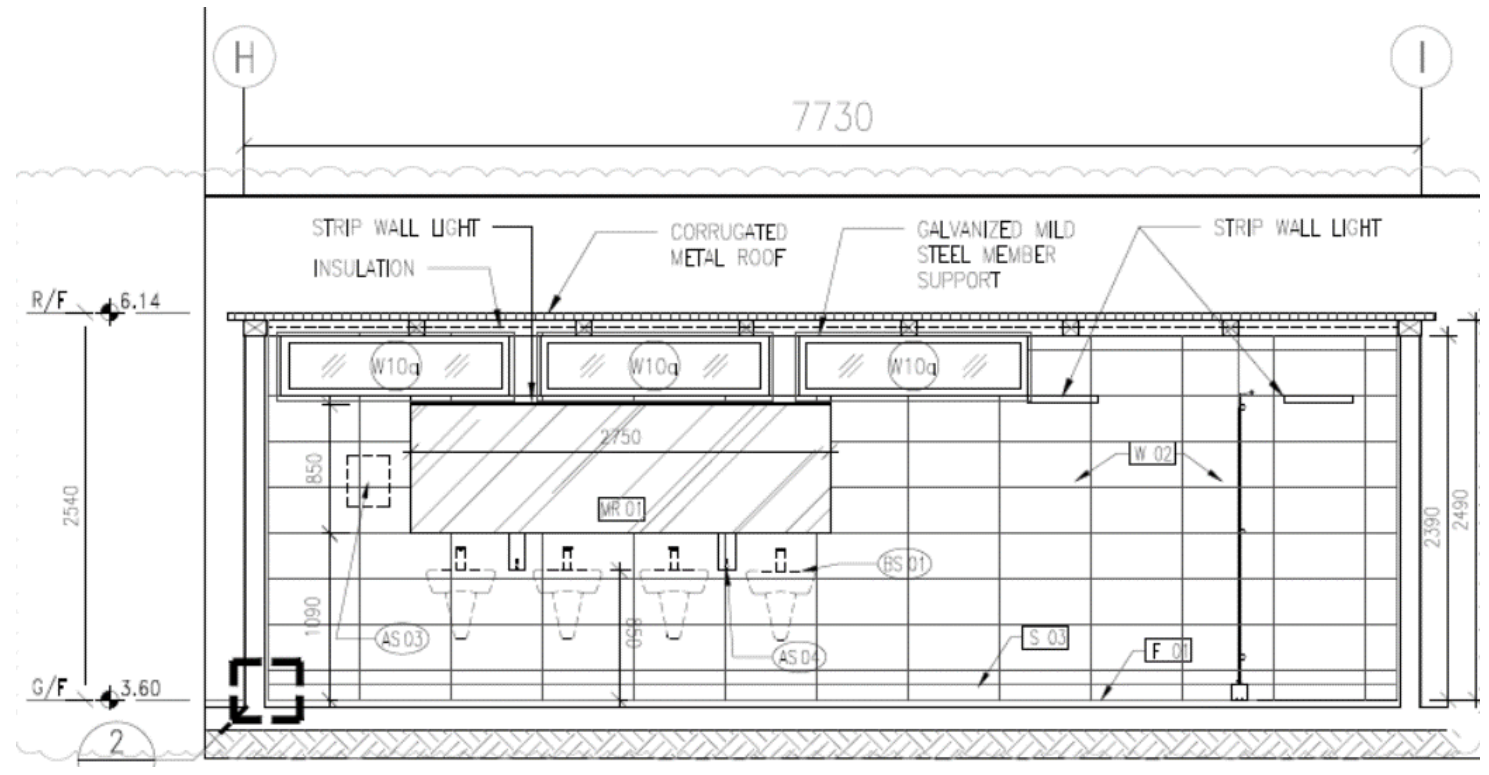 H
I
7730
STRIP WALL LIGHT
INSULATION
CORRUGATED
METAL ROOF
GALVANIZED MILD
STEEL MEMBER
SUPPORT
STRIP WALL LIGHT
R/F
6.14
W10a
W10a
W10a
2750
850
W 02
2540
MR 01
2390
2490
BS 01
1090
AS 03
850
AS 04
S 03
F 01
G/F
3.60
2